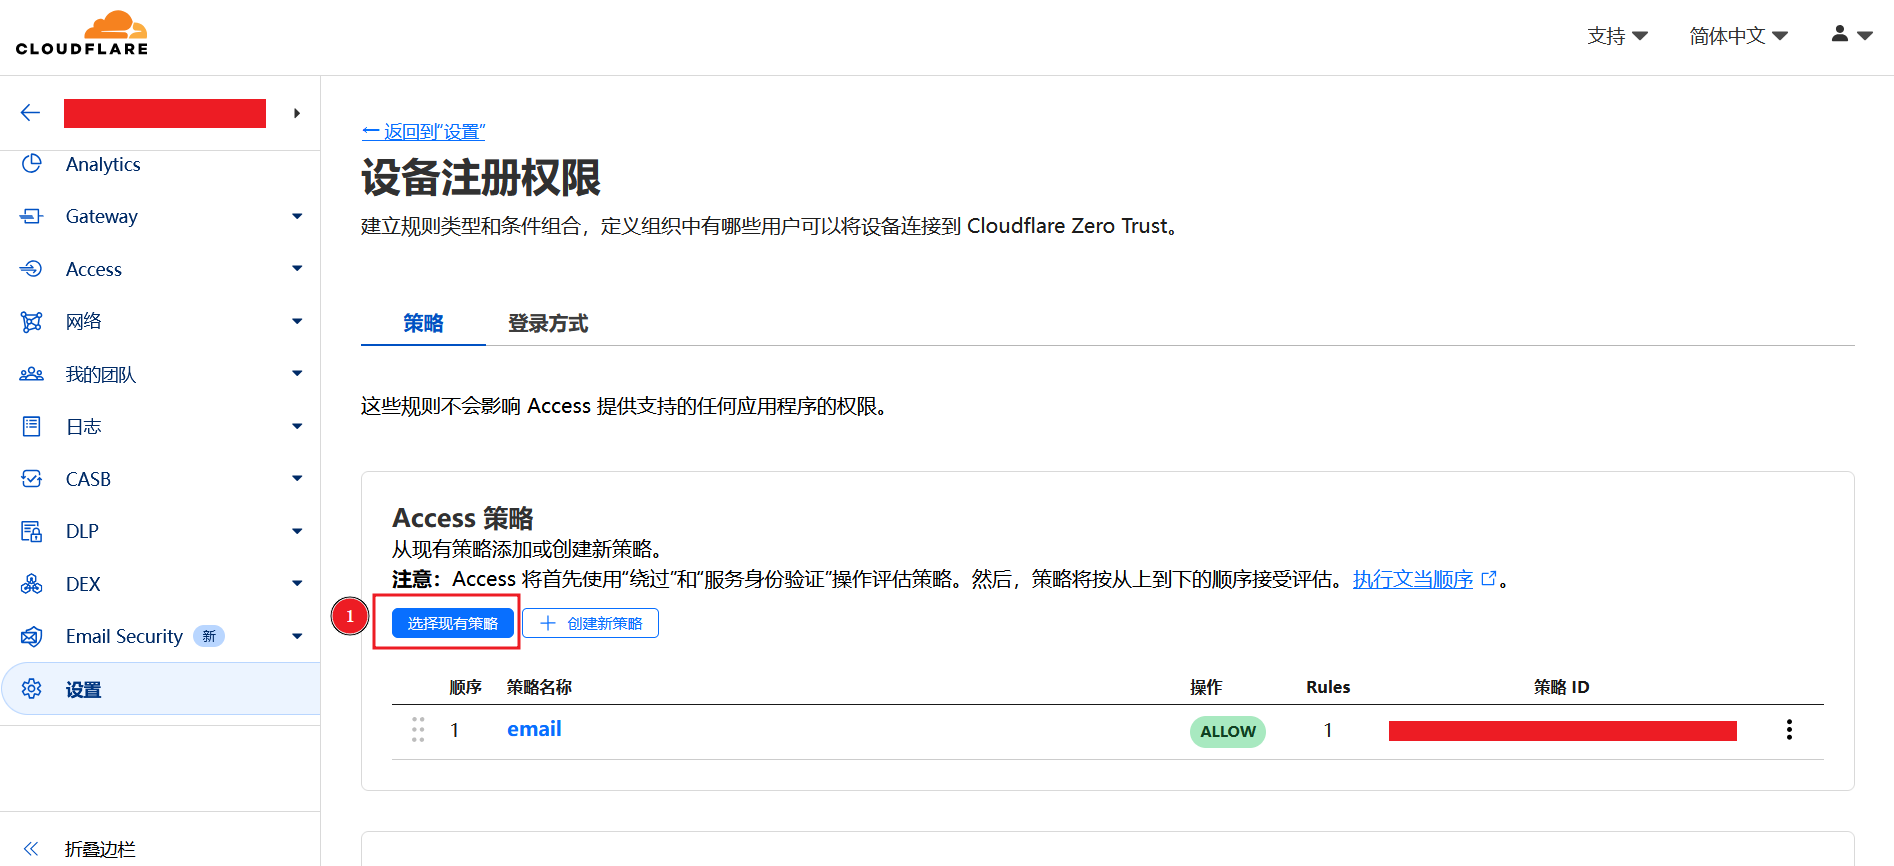 CLOUDFLARE
支持
简体中文
Analytics
Gateway
Access
网络
我的团队
日志
CASB
DLP
DEX
Email Security 新
设置
折叠边栏
← 返回到“设置”
设备注册权限
建立规则类型和条件组合，定义组织中有哪些用户可以将设备连接到 Cloudflare Zero Trust。
策略
登录方式
这些规则不会影响 Access 提供支持的任何应用程序的权限。
Access 策略
从现有策略添加或创建新策略。
注意：Access 将首先使用“绕过”和“服务身份验证”操作评估策略。然后，策略将按从上到下的顺序接受评估。执行文当顺序。
1
选择现有策略
+ 创建新策略
顺序 策略名称 操作 Rules 策略 ID
1 email ALLOW 1